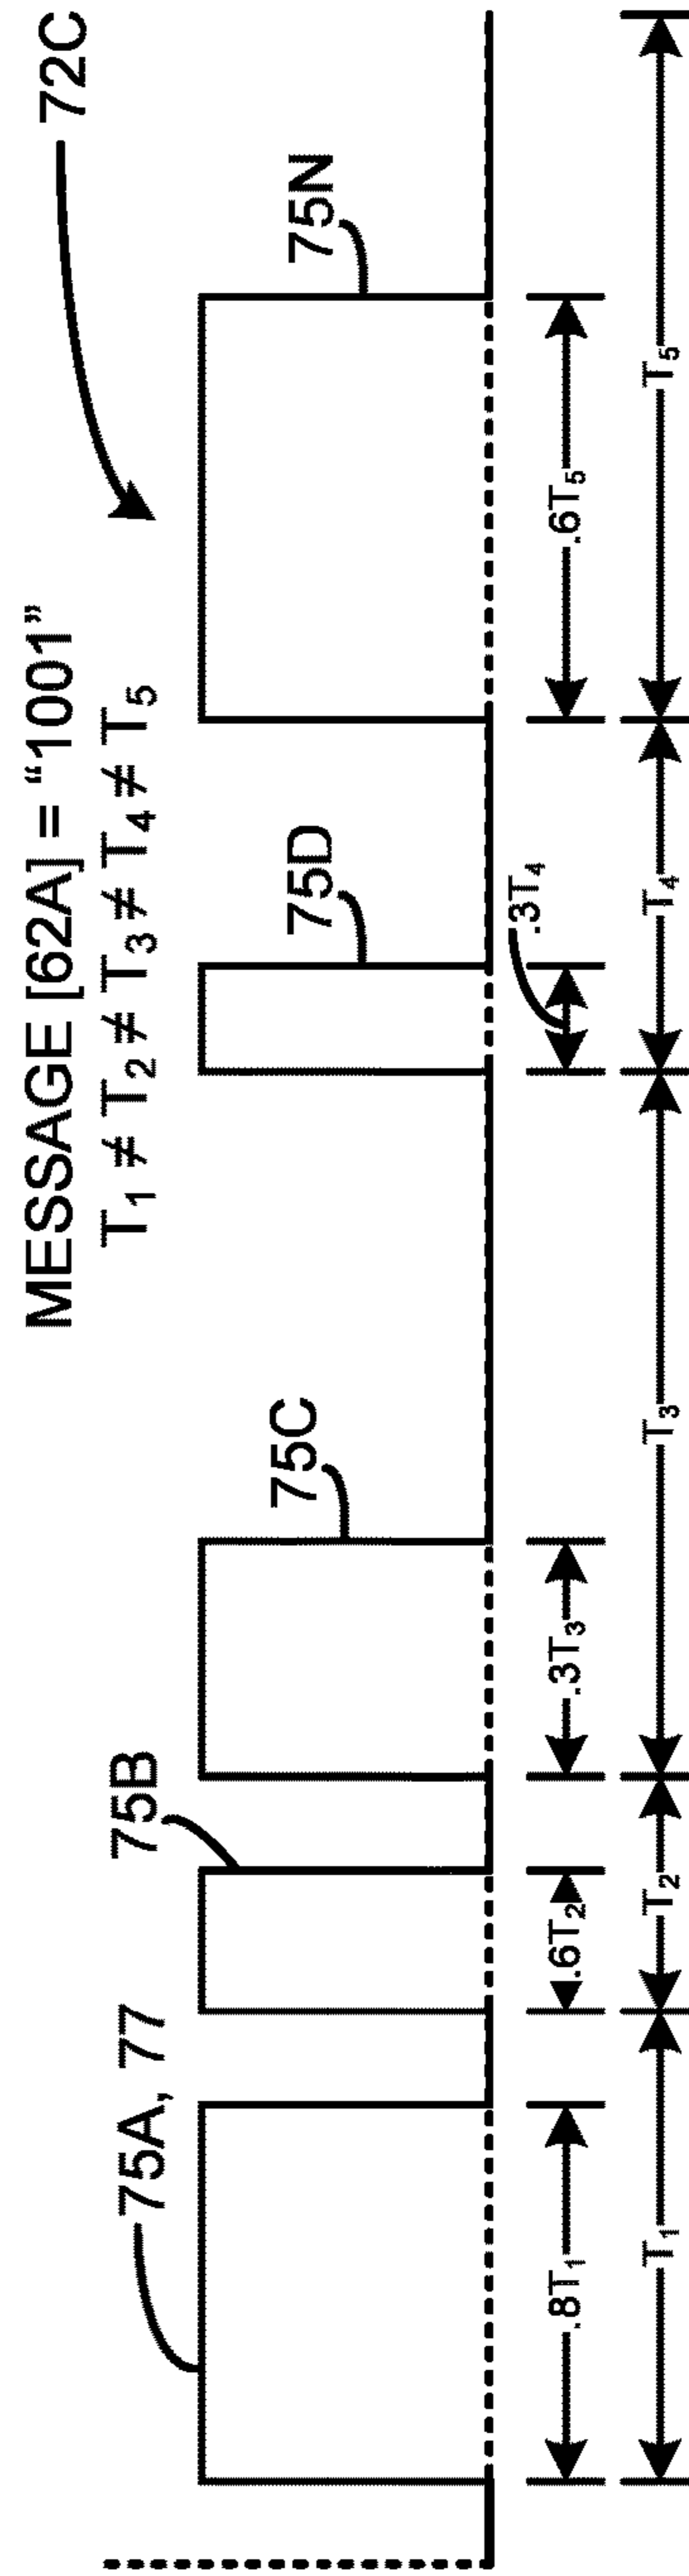 MESSAGE [62A] = “1001”
T₁ ≠ T₂ ≠ T₃ ≠ T₄ ≠ T₅
72C
75A, 77
75B
75C
75D
75N
.8T₁
.6T₂
.3T₃
.3T₄
.6T₅
T₁
T₂
T₃
T₄
T₅